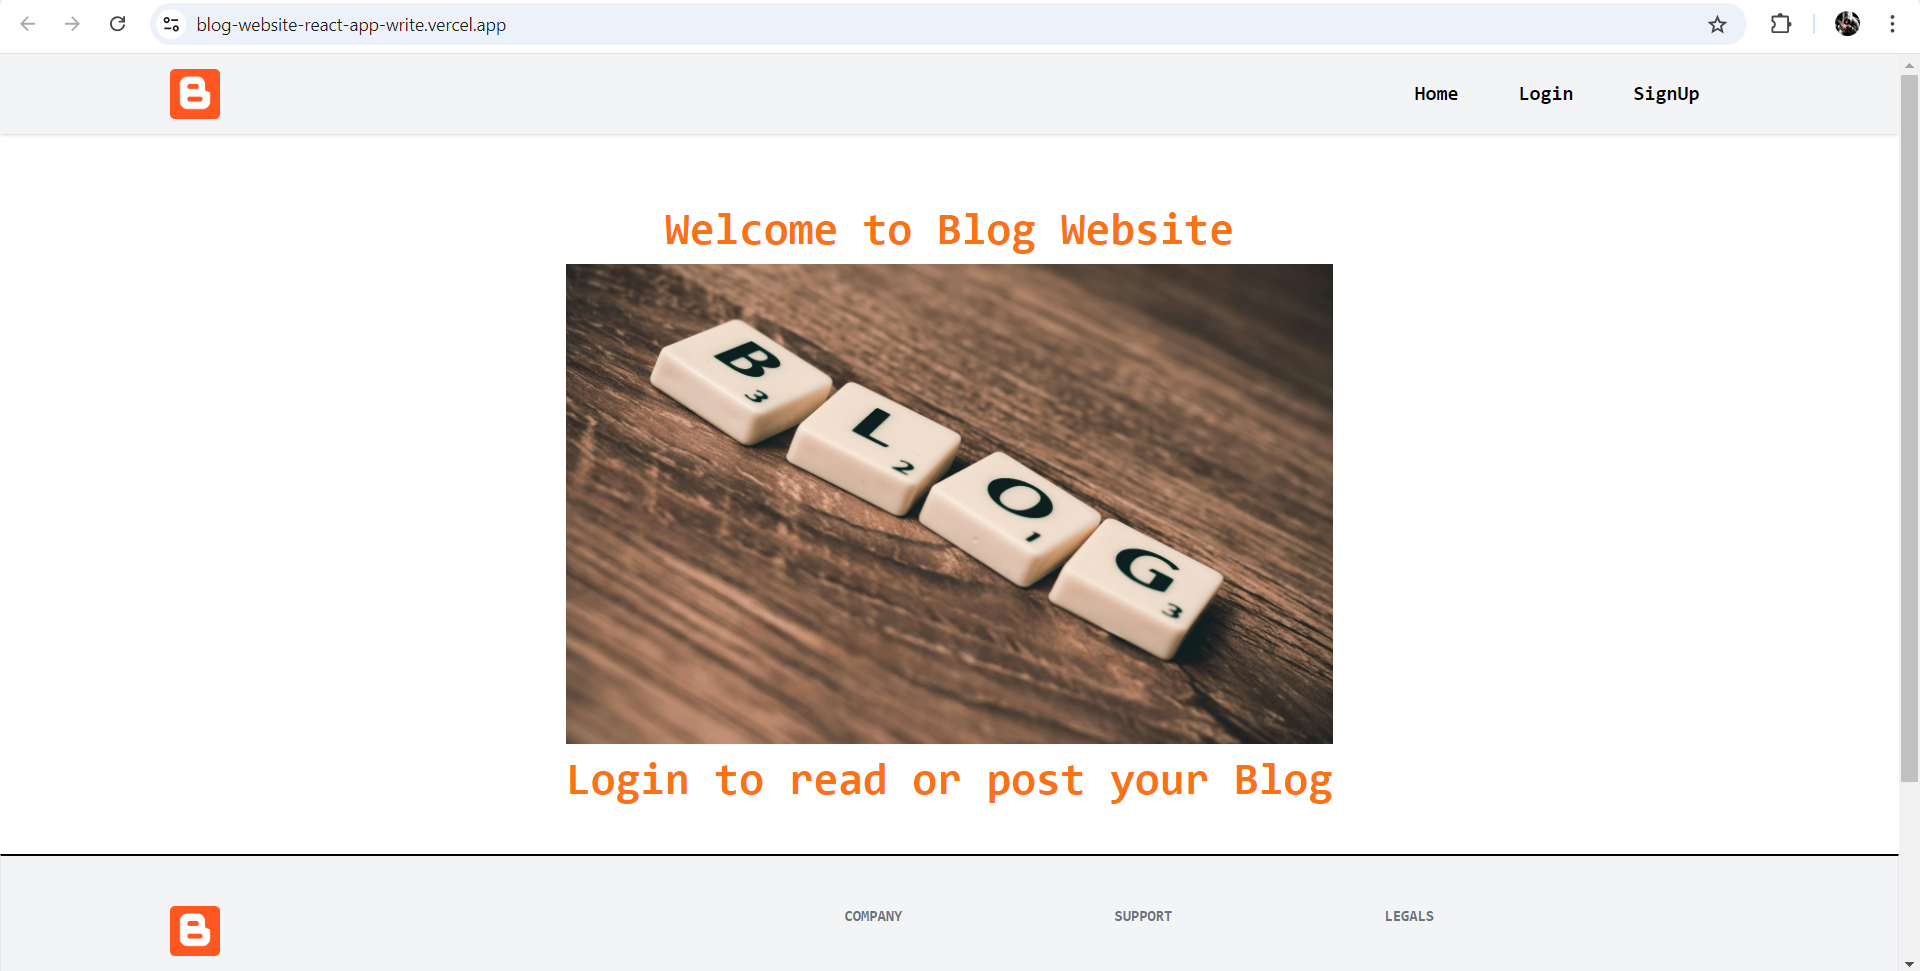 blog-website-react-app-write.vercel.app
B
Home Login SignUp
Welcome to Blog Website
B 3
L 2
O 1
G 3
Login to read or post your Blog
B
COMPANY SUPPORT LEGALS